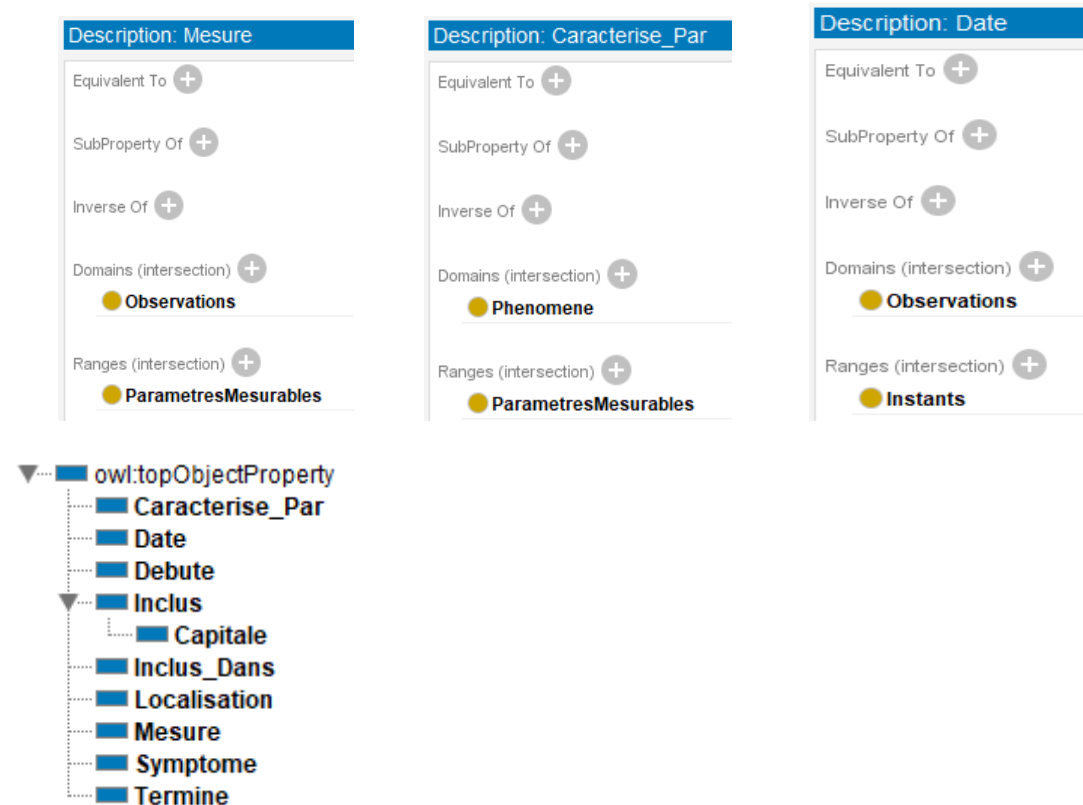 Description: Mesure
Equivalent To
SubProperty Of
Inverse Of
Domains (intersection)
Observations
Ranges (intersection)
ParametresMesurables
Description: Caracterise_Par
Equivalent To
SubProperty Of
Inverse Of
Domains (intersection)
Phenomene
Ranges (intersection)
ParametresMesurables
Description: Date
Equivalent To
SubProperty Of
Inverse Of
Domains (intersection)
Observations
Ranges (intersection)
Instants
owl:topObjectProperty
Caracterise_Par
Date
Debute
Inclus
Capitale
Inclus_Dans
Localisation
Mesure
Symptome
Termine